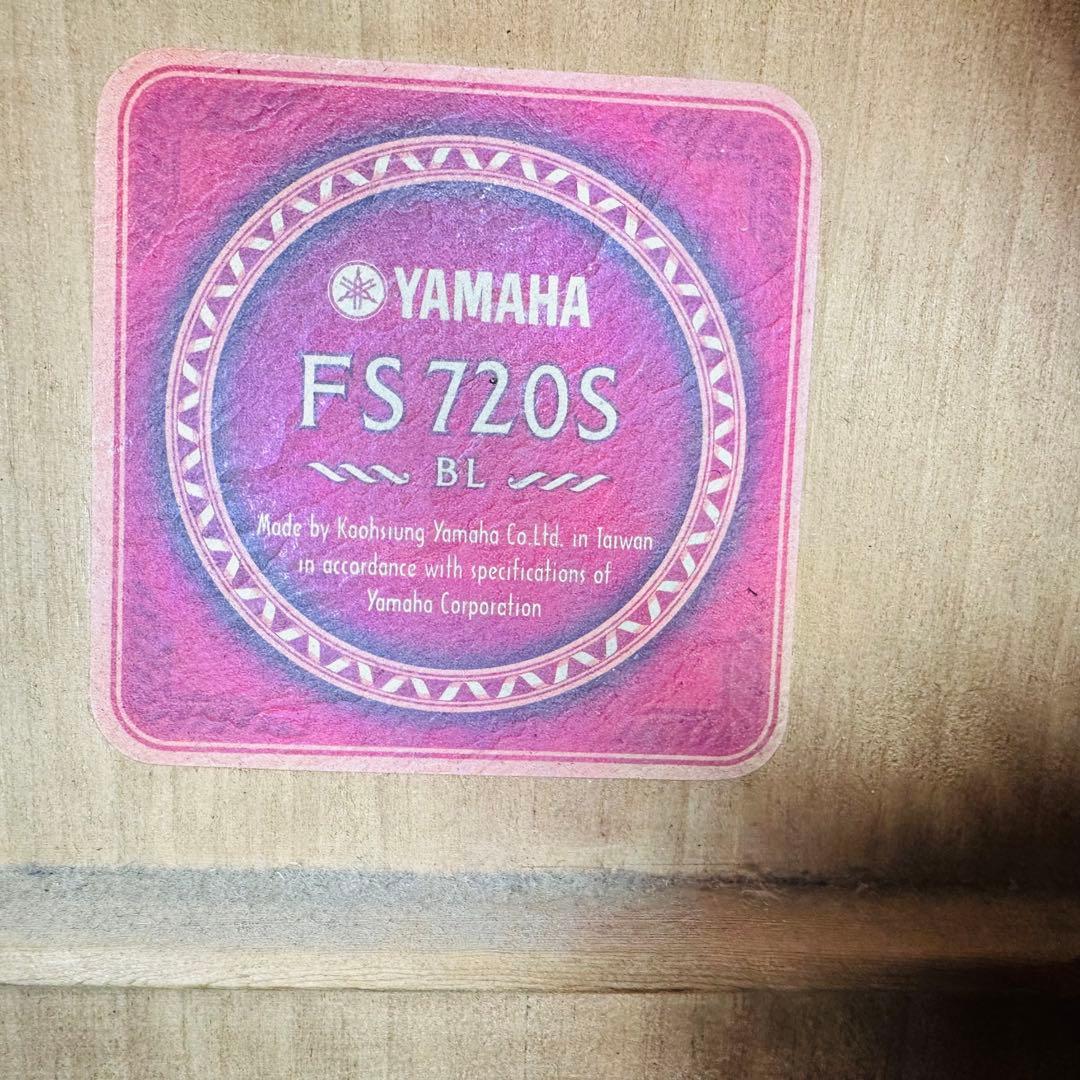 YAMAHA
FS720S
BL
Made by Kaohsiung Yamaha Co.Ltd. in Taiwan
in accordance with specifications of
Yamaha Corporation